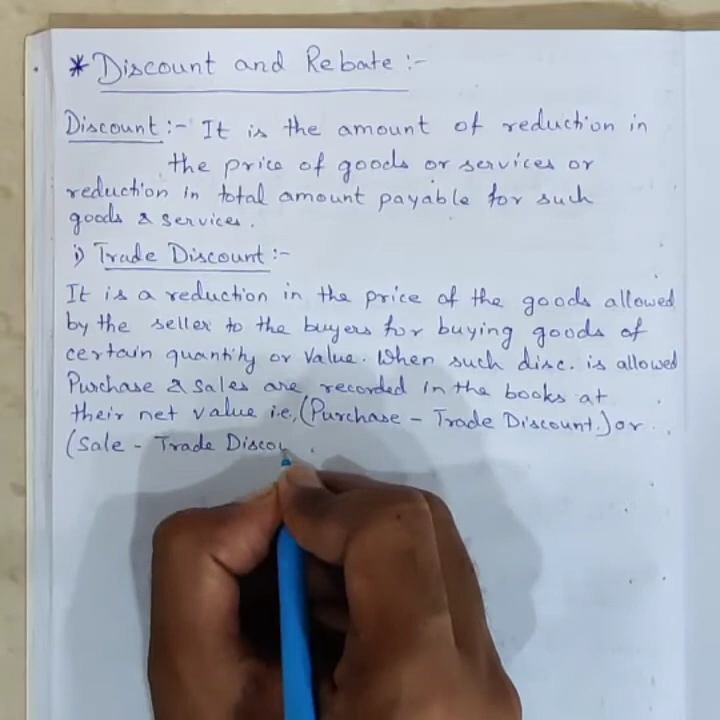 * Discount and Rebate :-
Discount :- It is the amount of reduction in
the price of goods or services or
reduction in total amount payable for such
goods & services.
i) Trade Discount :-
It is a reduction in the price of the goods allowed
by the seller to the buyers for buying goods of
certain quantity or value. When such disc. is allowed
Purchase & Sales are recorded in the books at
their net value i.e, (Purchase - Trade Discount.) or
(Sale - Trade Discou